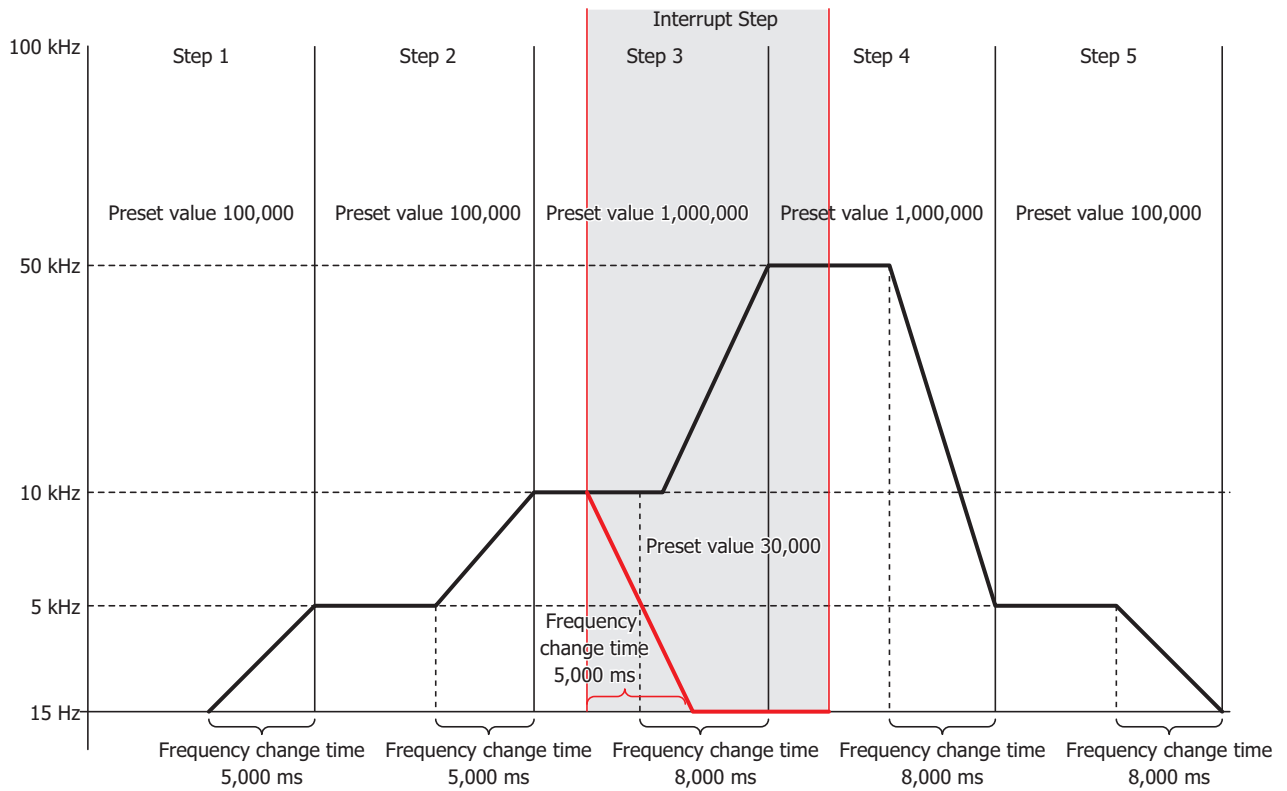 Interrupt Step
100 kHz
Step 1
Step 2
Step 3
Step 4
Step 5
Preset value 100,000
Preset value 100,000
Preset value 1,000,000
Preset value 1,000,000
Preset value 100,000
50 kHz
10 kHz
Preset value 30,000
5 kHz
Frequency
change time
5,000 ms
15 Hz
Frequency change time
5,000 ms
Frequency change time
5,000 ms
Frequency change time
8,000 ms
Frequency change time
8,000 ms
Frequency change time
8,000 ms